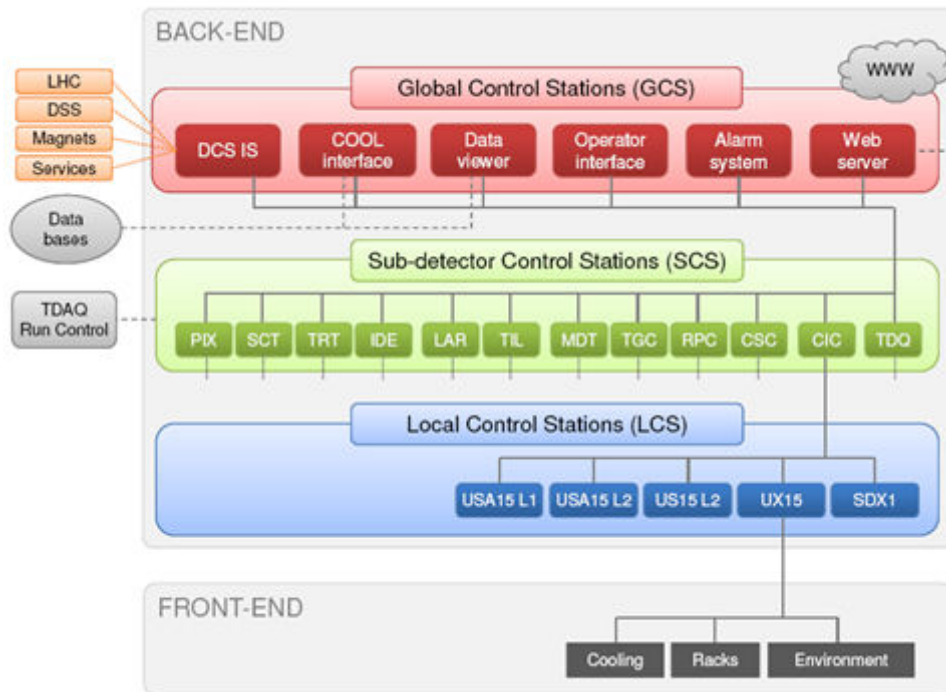 BACK-END
WWW
LHC
DSS
Magnets
Services
Global Control Stations (GCS)
DCS IS
COOL
interface
Data
viewer
Operator
interface
Alarm
system
Web
server
Data
bases
Sub-detector Control Stations (SCS)
TDAQ
Run Control
PIX
SCT
TRT
IDE
LAR
TIL
MDT
TGC
RPC
CSC
CIC
TDQ
Local Control Stations (LCS)
USA15 L1
USA15 L2
US15 L2
UX15
SDX1
FRONT-END
Cooling
Racks
Environment